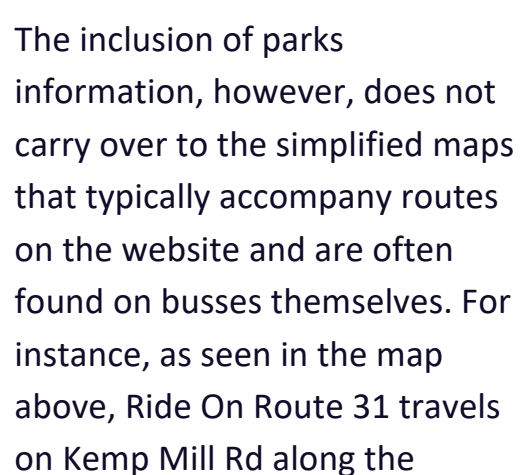 The inclusion of parks
information, however, does not
carry over to the simplified maps
that typically accompany routes
on the website and are often
found on busses themselves. For
instance, as seen in the map
above, Ride On Route 31 travels
on Kemp Mill Rd along the